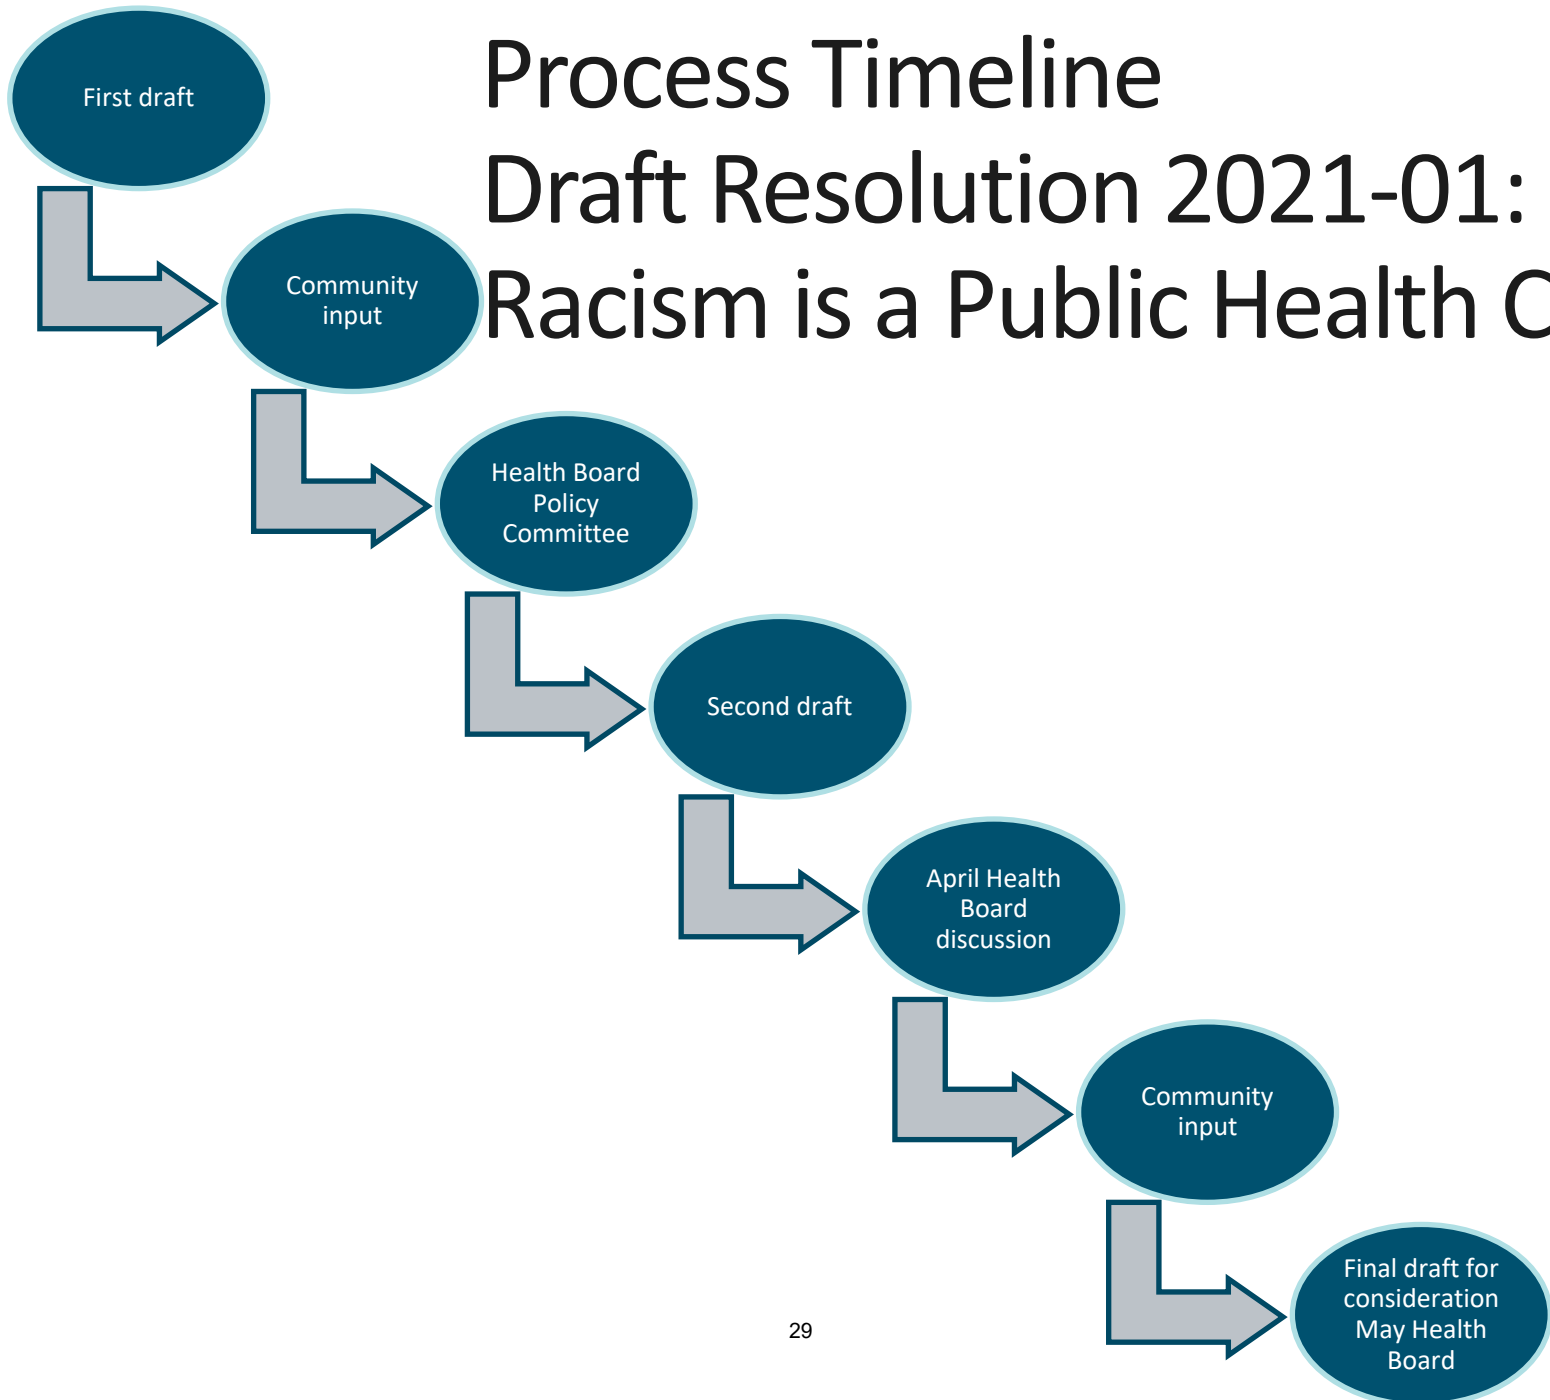 Process Timeline
Draft Resolution 2021-01:
Racism is a Public Health C
First draft
Community
input
Health Board
Policy
Committee
Second draft
April Health
Board
discussion
Community
input
Final draft for
consideration
May Health
Board
29